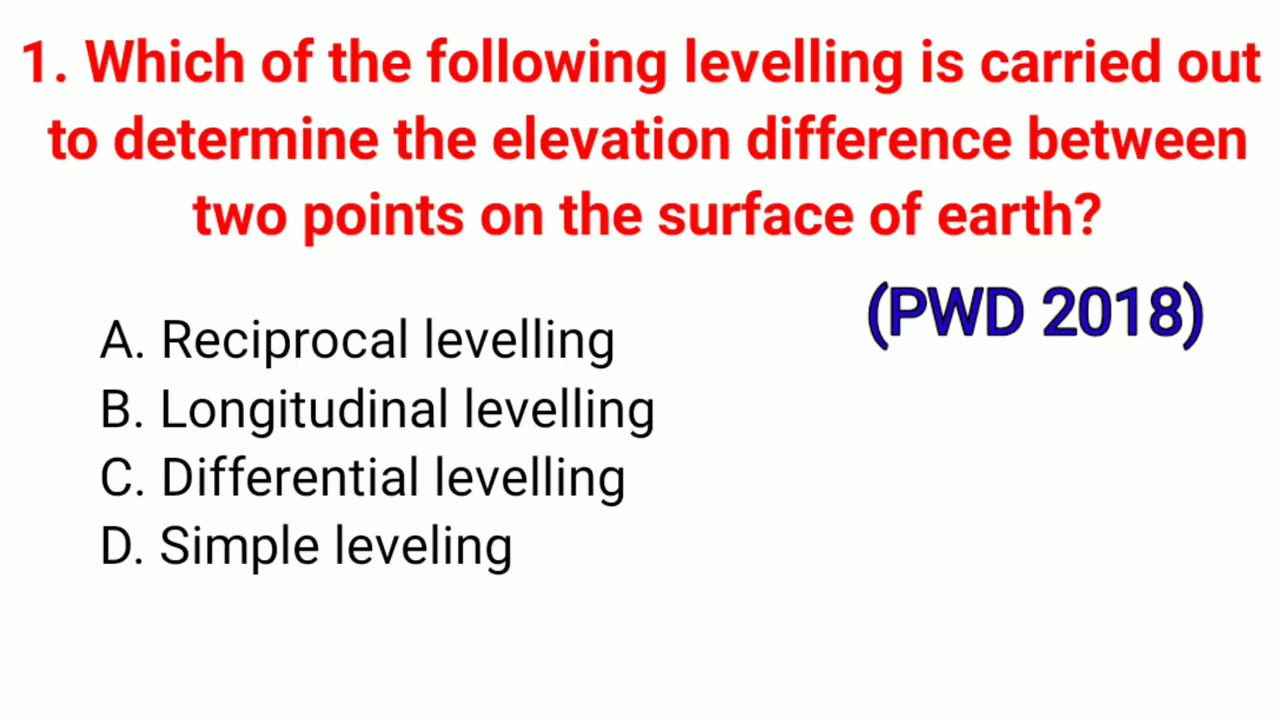 1. Which of the following levelling is carried out
to determine the elevation difference between
two points on the surface of earth?
(PWD 2018)
A. Reciprocal levelling
B. Longitudinal levelling
C. Differential levelling
D. Simple leveling